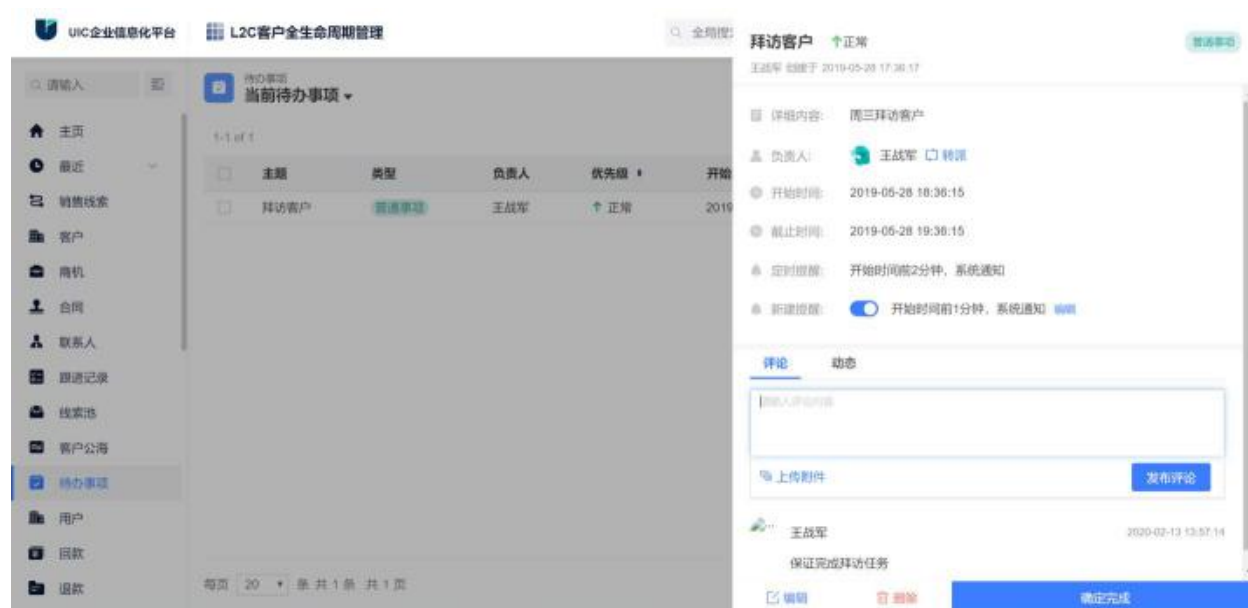 UIC企业信息化平台
L2C客户全生命周期管理
全局搜
请输入
主页
最近
销售线索
客户
商机
合同
联系人
跟进记录
线索池
客户公海
待办事项
用户
回款
退款
待办事项
当前待办事项
1-1 of 1
主题 类型 负责人 优先级 开始
拜访客户 普通事项 王战军 正常 2019
每页 20 条 共 1 条 共 1 页
拜访客户 正常 普通事项
王战军 创建于 2019-05-28 17:36:17
详细内容: 周三拜访客户
负责人: 王战军 转派
开始时间: 2019-05-28 18:36:15
截止时间: 2019-05-28 19:36:15
定时提醒: 开始时间前2分钟、系统通知
新建提醒: 开始时间前1分钟、系统通知 编辑
评论 动态
请输入评论内容
上传附件 发布评论
王战军 2020-02-13 13:57:14
保证完成拜访任务
编辑 删除 确定完成